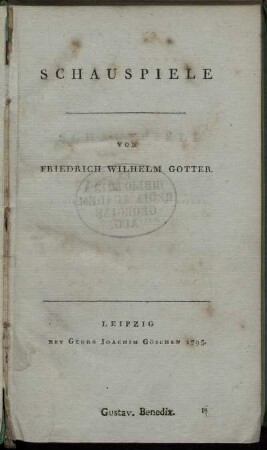 SCHAUSPIELE
VON
FRIEDRICH WILHELM GOTTER.
LEIPZIG
BEY GEORG JOACHIM GÖSCHEN 1795.
Gustav. Benedix.